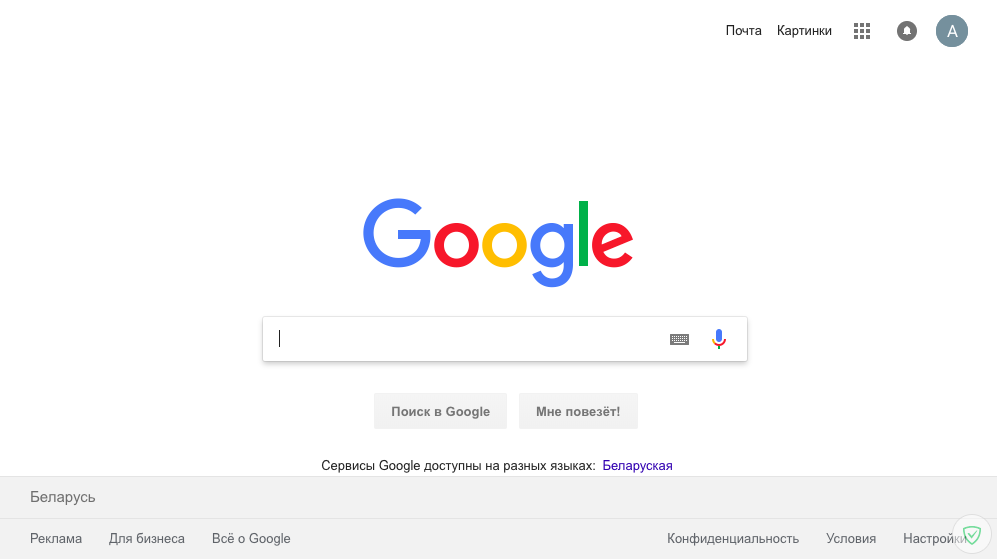 Почта Картинки A
Google
Поиск в Google Мне повезёт!
Сервисы Google доступны на разных языках: Беларуская
Беларусь
Реклама Для бизнеса Всё о Google Конфиденциальность Условия Настройки